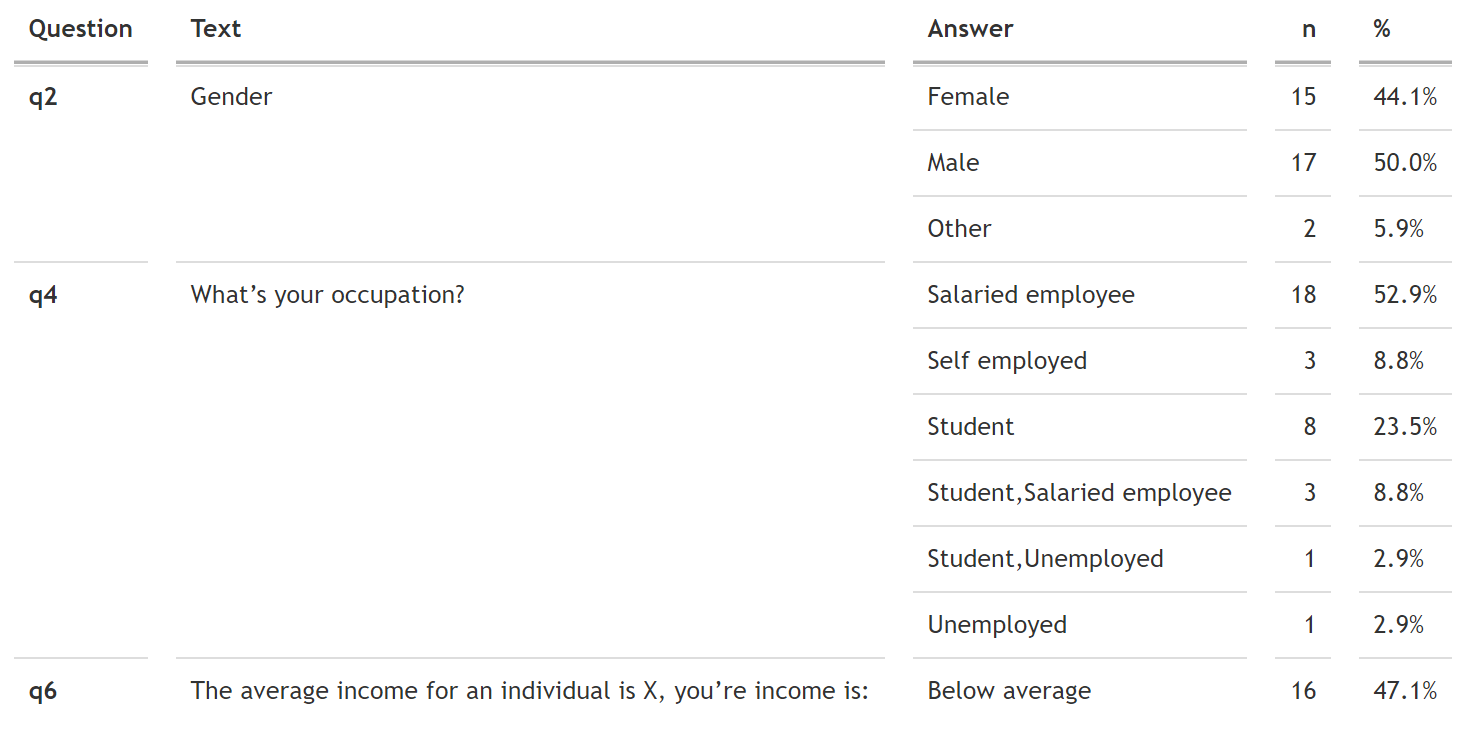 Question Text Answer n %
q2 Gender Female 15 44.1%
Male 17 50.0%
Other 2 5.9%
q4 What’s your occupation? Salaried employee 18 52.9%
Self employed 3 8.8%
Student 8 23.5%
Student,Salaried employee 3 8.8%
Student,Unemployed 1 2.9%
Unemployed 1 2.9%
q6 The average income for an individual is X, you’re income is: Below average 16 47.1%